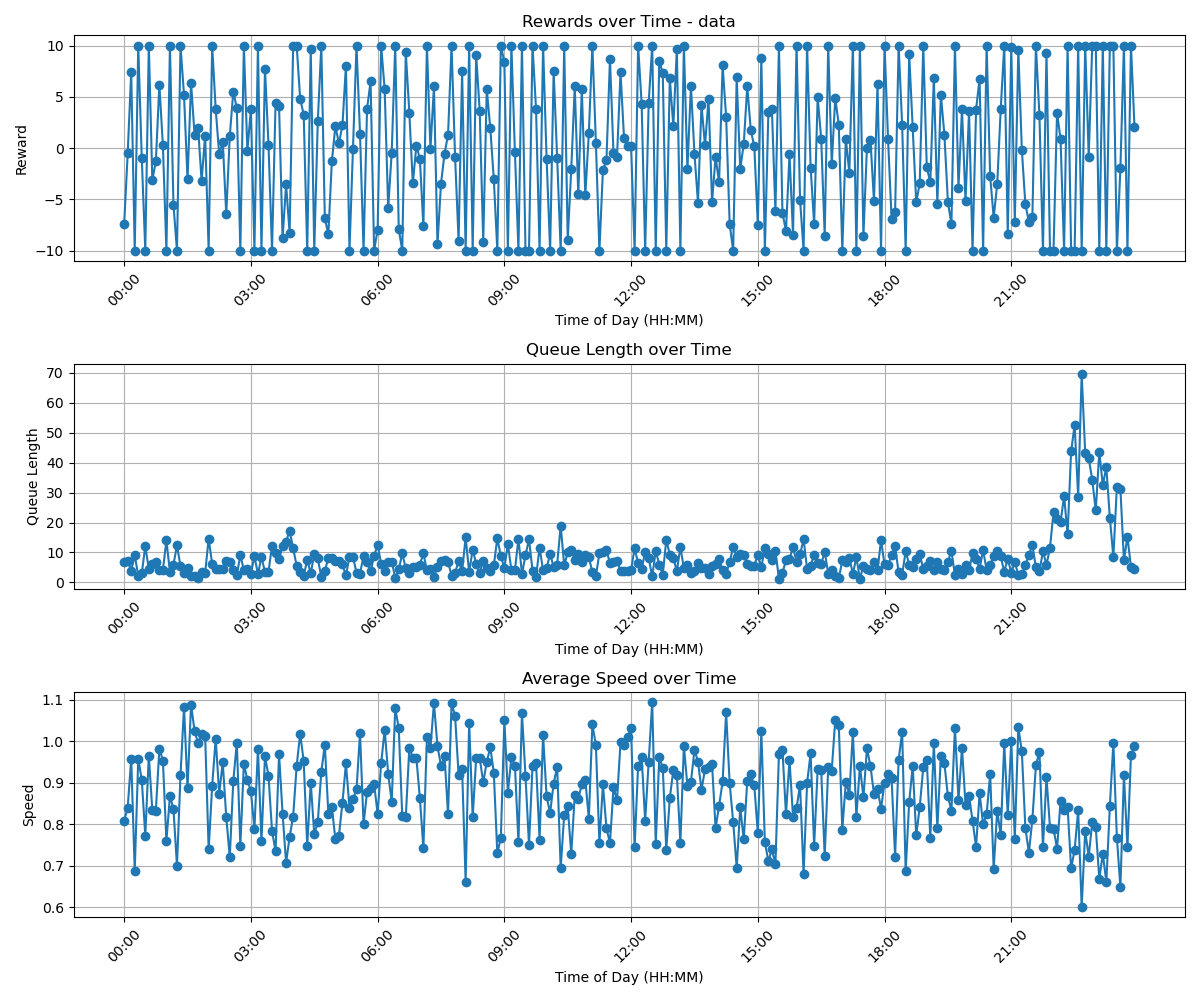 Rewards over Time - data
Reward
10
5
0
−5
−10
00:00 03:00 06:00 09:00 12:00 15:00 18:00 21:00
Time of Day (HH:MM)
Queue Length over Time
Queue Length
70
60
50
40
30
20
10
0
00:00 03:00 06:00 09:00 12:00 15:00 18:00 21:00
Time of Day (HH:MM)
Average Speed over Time
Speed
1.1
1.0
0.9
0.8
0.7
0.6
00:00 03:00 06:00 09:00 12:00 15:00 18:00 21:00
Time of Day (HH:MM)